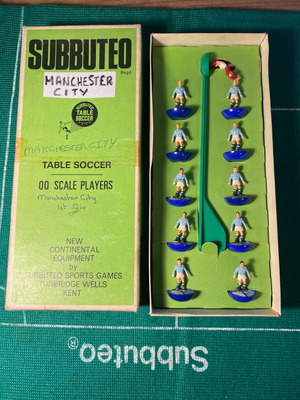 SUBBUTEO
Regd.
MANCHESTER
CITY
SUBBUTEO
TABLE
SOCCER
MANCHESTER CITY
TABLE SOCCER
00 SCALE PLAYERS
Manchester City
1st Div
NEW
CONTINENTAL
EQUIPMENT
by
SUBBUTEO SPORTS GAMES
TUNBRIDGE WELLS
KENT
Subbuteo®